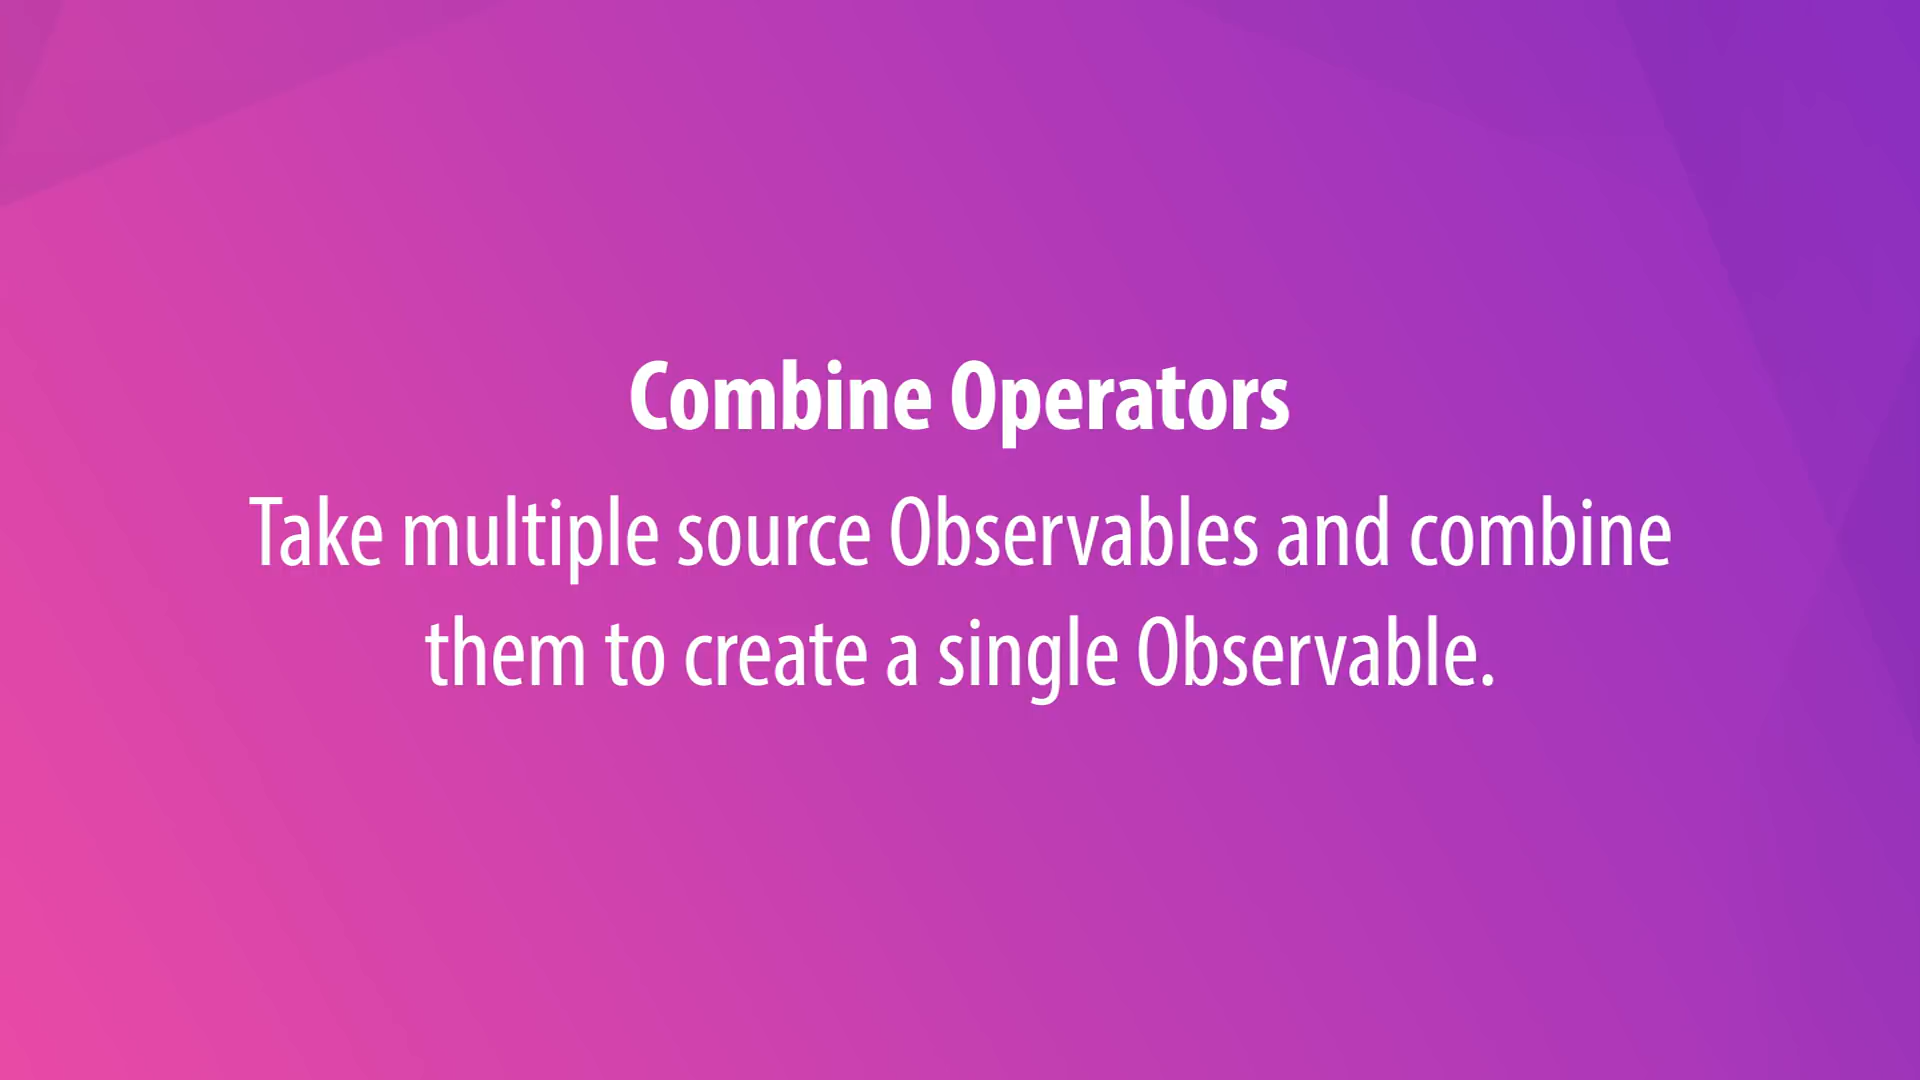 Combine Operators
Take multiple source Observables and combine
them to create a single Observable.